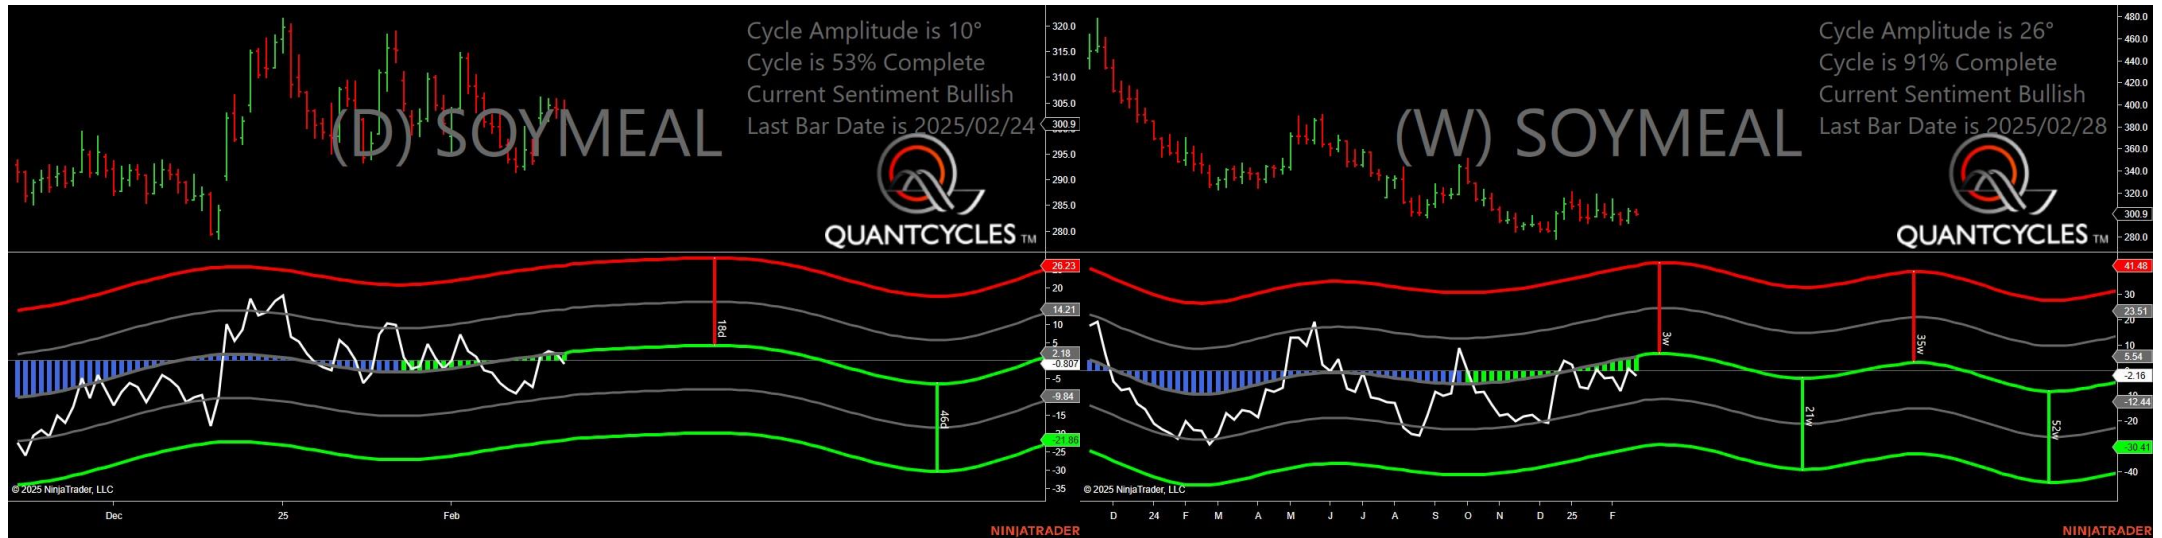 Cycle Amplitude is 10°
Cycle is 53% Complete
Current Sentiment Bullish
Last Bar Date is 2025/02/24
(D) SOYMEAL
QUANTCYCLES TM
320.0
315.0
310.0
305.0
300.9
295.0
290.0
285.0
280.0
26.23
20
14.21
10
5
2.18
-0.807
-5
-9.84
-15
-21.86
-25
-30
-35
18d
46d
© 2025 NinjaTrader, LLC
Dec
25
Feb
NINJATRADER
Cycle Amplitude is 26°
Cycle is 91% Complete
Current Sentiment Bullish
Last Bar Date is 2025/02/28
(W) SOYMEAL
QUANTCYCLES TM
480.0
460.0
440.0
420.0
400.0
380.0
360.0
340.0
320.0
300.9
280.0
41.48
30
23.51
20
10
5.54
-2.16
-12.44
-20
-30.41
-40
3w
21w
35w
52w
© 2025 NinjaTrader, LLC
D 24 F M A M J J A S O N D 25 F
NINJATRADER